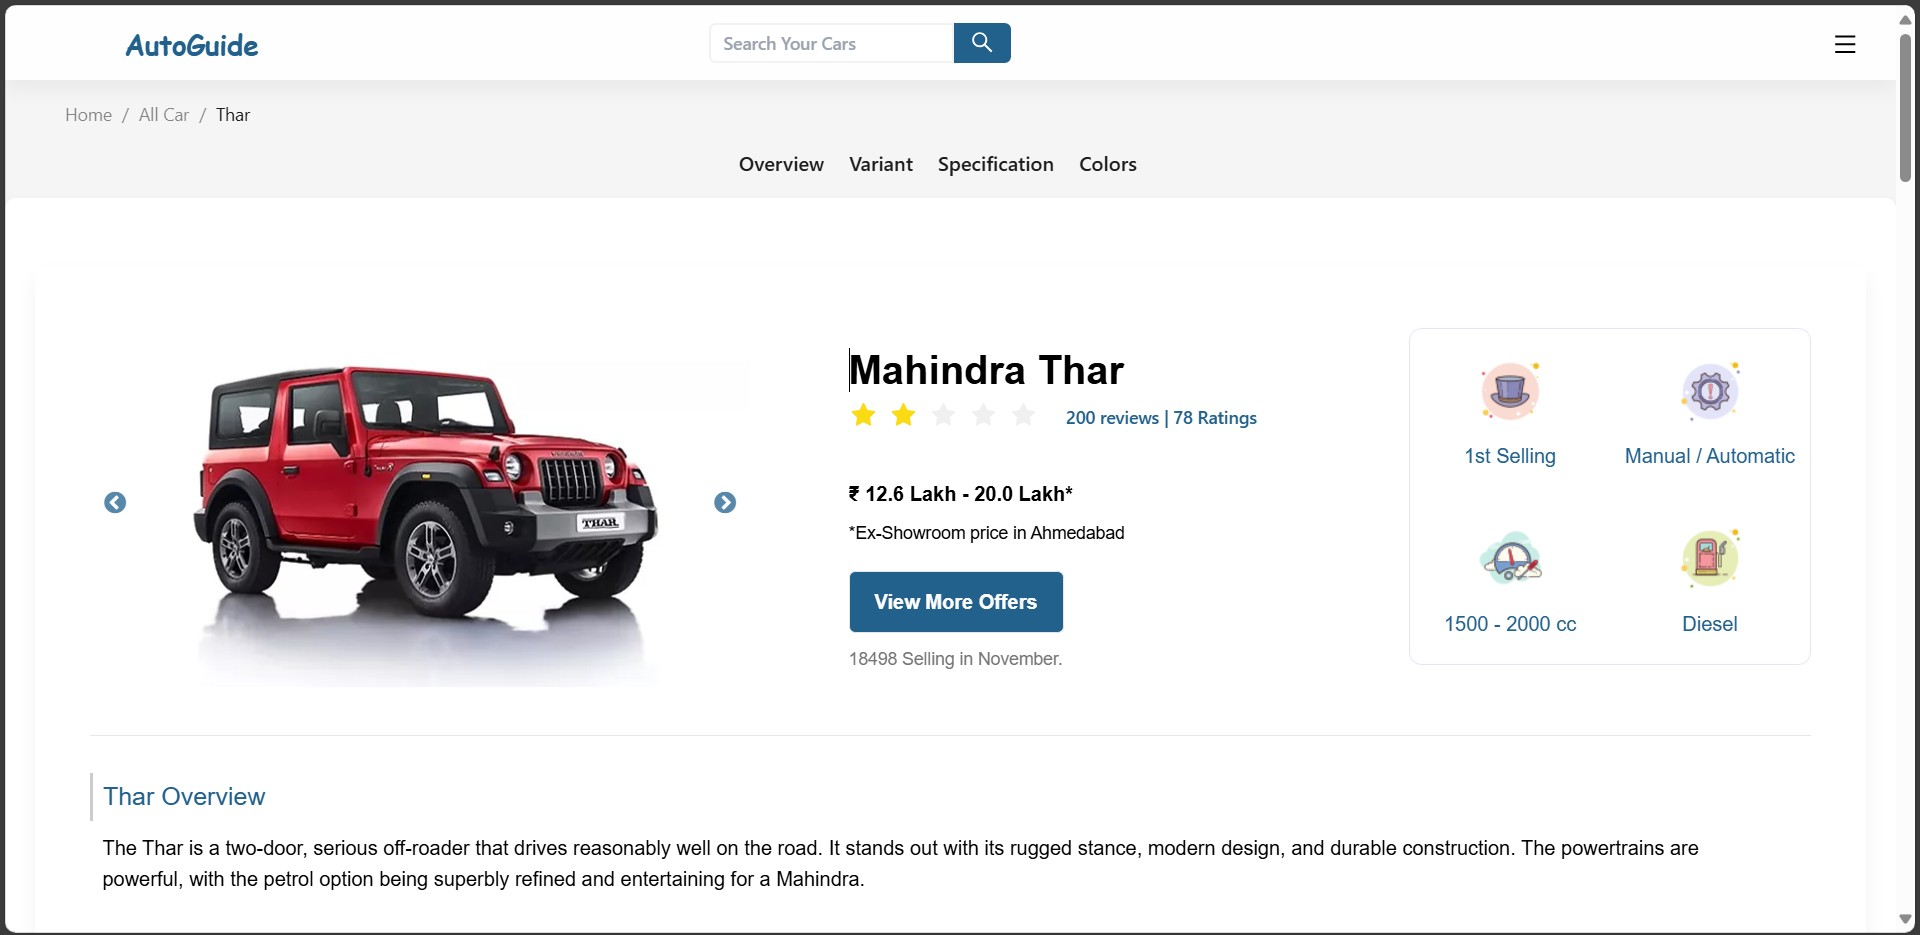 AutoGuide
Search Your Cars
Home / All Car / Thar
Overview Variant Specification Colors
THAR
Mahindra Thar
200 reviews | 78 Ratings
₹ 12.6 Lakh - 20.0 Lakh*
*Ex-Showroom price in Ahmedabad
View More Offers
18498 Selling in November.
1st Selling
Manual / Automatic
1500 - 2000 cc
Diesel
Thar Overview
The Thar is a two-door, serious off-roader that drives reasonably well on the road. It stands out with its rugged stance, modern design, and durable construction. The powertrains are
powerful, with the petrol option being superbly refined and entertaining for a Mahindra.